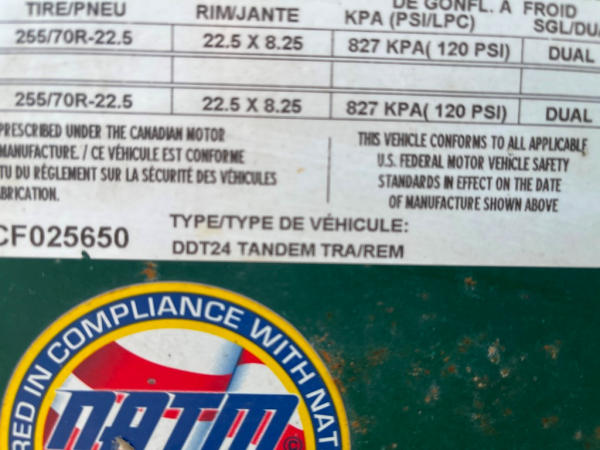 TIRE/PNEU RIM/JANTE DE GONFL. A FROID
KPA (PSI/LPC) SGL/DU
255/70R-22.5 22.5 X 8.25 827 KPA( 120 PSI) DUAL
255/70R-22.5 22.5 X 8.25 827 KPA( 120 PSI) DUAL
PRESCRIBED UNDER THE CANADIAN MOTOR
MANUFACTURE. / CE VÉHICULE EST CONFORME
TU DU RÈGLEMENT SUR LA SÉCURITÉ DES VÉHICULES
BRICATION.
THIS VEHICLE CONFORMS TO ALL APPLICABLE
U.S. FEDERAL MOTOR VEHICLE SAFETY
STANDARDS IN EFFECT ON THE DATE
OF MANUFACTURE SHOWN ABOVE
CF025650
TYPE/TYPE DE VÉHICULE:
DDT24 TANDEM TRA/REM
RED IN COMPLIANCE WITH NAT
NATM
©